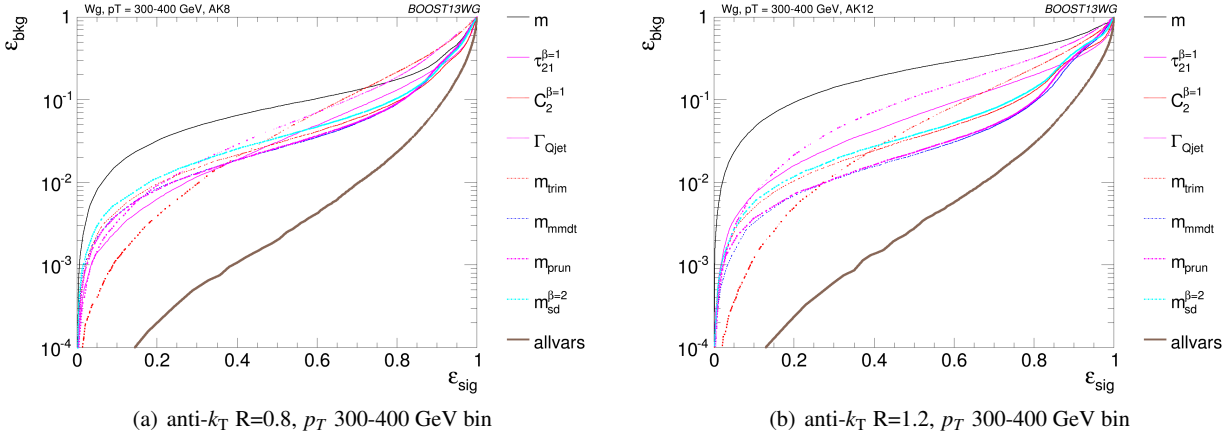 Wg, pT = 300-400 GeV, AK8 BOOST13WG
ε_bkg
1
10^-1
10^-2
10^-3
10^-4
0 0.2 0.4 0.6 0.8 1
ε_sig
m
τ_21^β=1
C_2^β=1
Γ_Qjet
m_trim
m_mmdt
m_prun
m_sd^β=2
allvars
(a) anti-k_T R=0.8, p_T 300-400 GeV bin
Wg, pT = 300-400 GeV, AK12 BOOST13WG
ε_bkg
1
10^-1
10^-2
10^-3
10^-4
0 0.2 0.4 0.6 0.8 1
ε_sig
m
τ_21^β=1
C_2^β=1
Γ_Qjet
m_trim
m_mmdt
m_prun
m_sd^β=2
allvars
(b) anti-k_T R=1.2, p_T 300-400 GeV bin